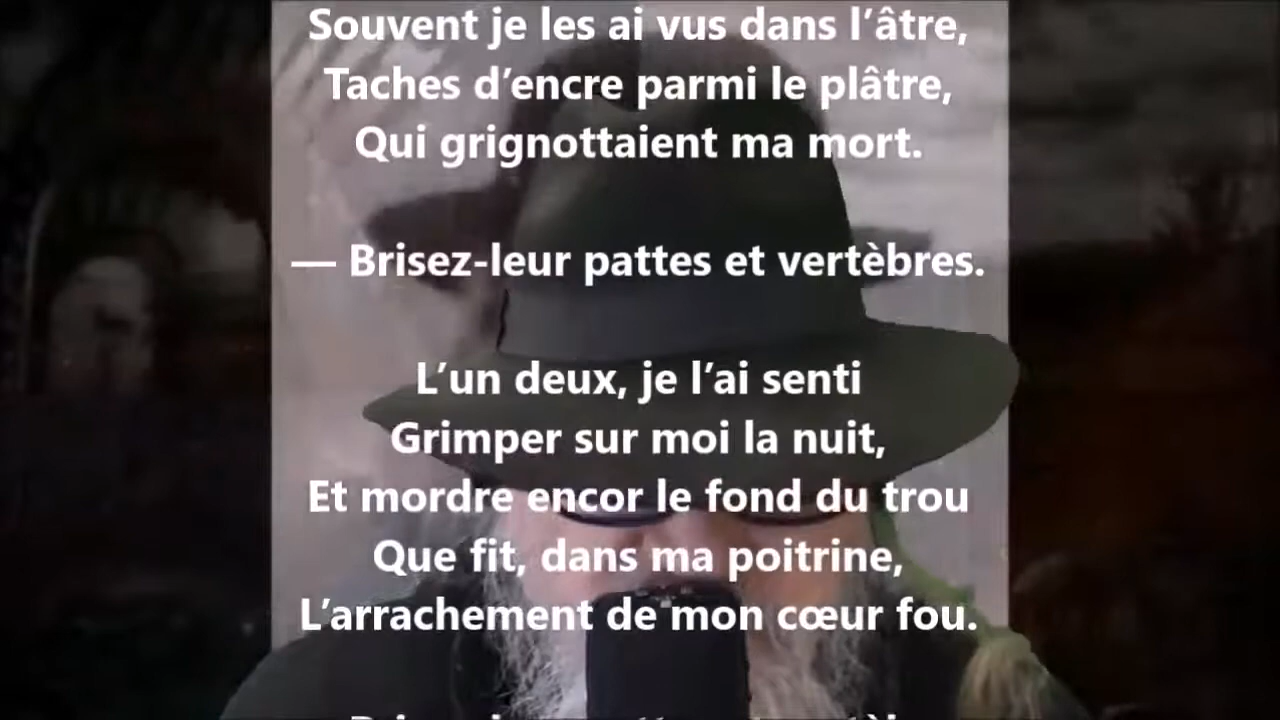 Souvent je les ai vus dans l’âtre,
Taches d’encre parmi le plâtre,
Qui grignottaient ma mort.
— Brisez-leur pattes et vertèbres.
L’un deux, je l’ai senti
Grimper sur moi la nuit,
Et mordre encor le fond du trou
Que fit, dans ma poitrine,
L’arrachement de mon cœur fou.